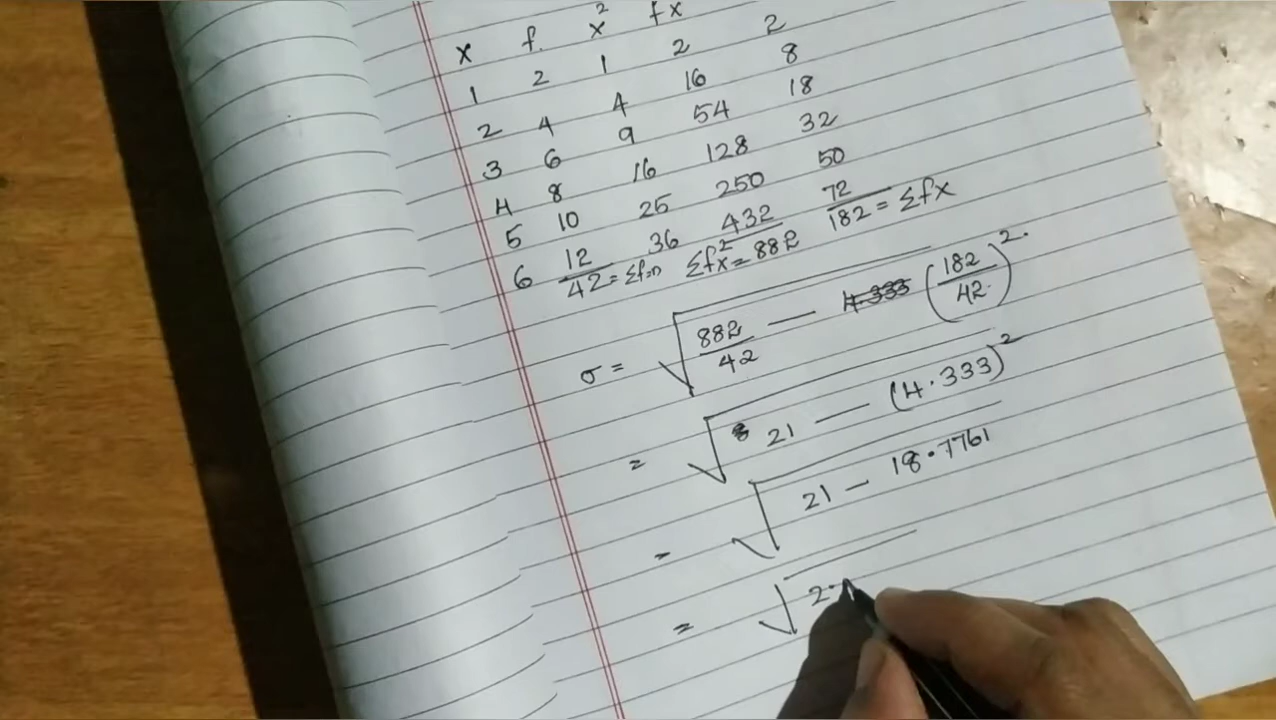 x f. x² fx
1 2 1 2 2
2 4 4 16 8
3 6 9 54 18
4 8 16 128 32
5 10 25 250 50
6 12 36 432 72
42 = Σf=n Σfx² = 882 182 = Σfx
σ = √ 882/42 — 4.333 (182/42)².
= √ 21 — (4.333)²
= √ 21 — 18.7761
= √ 2.